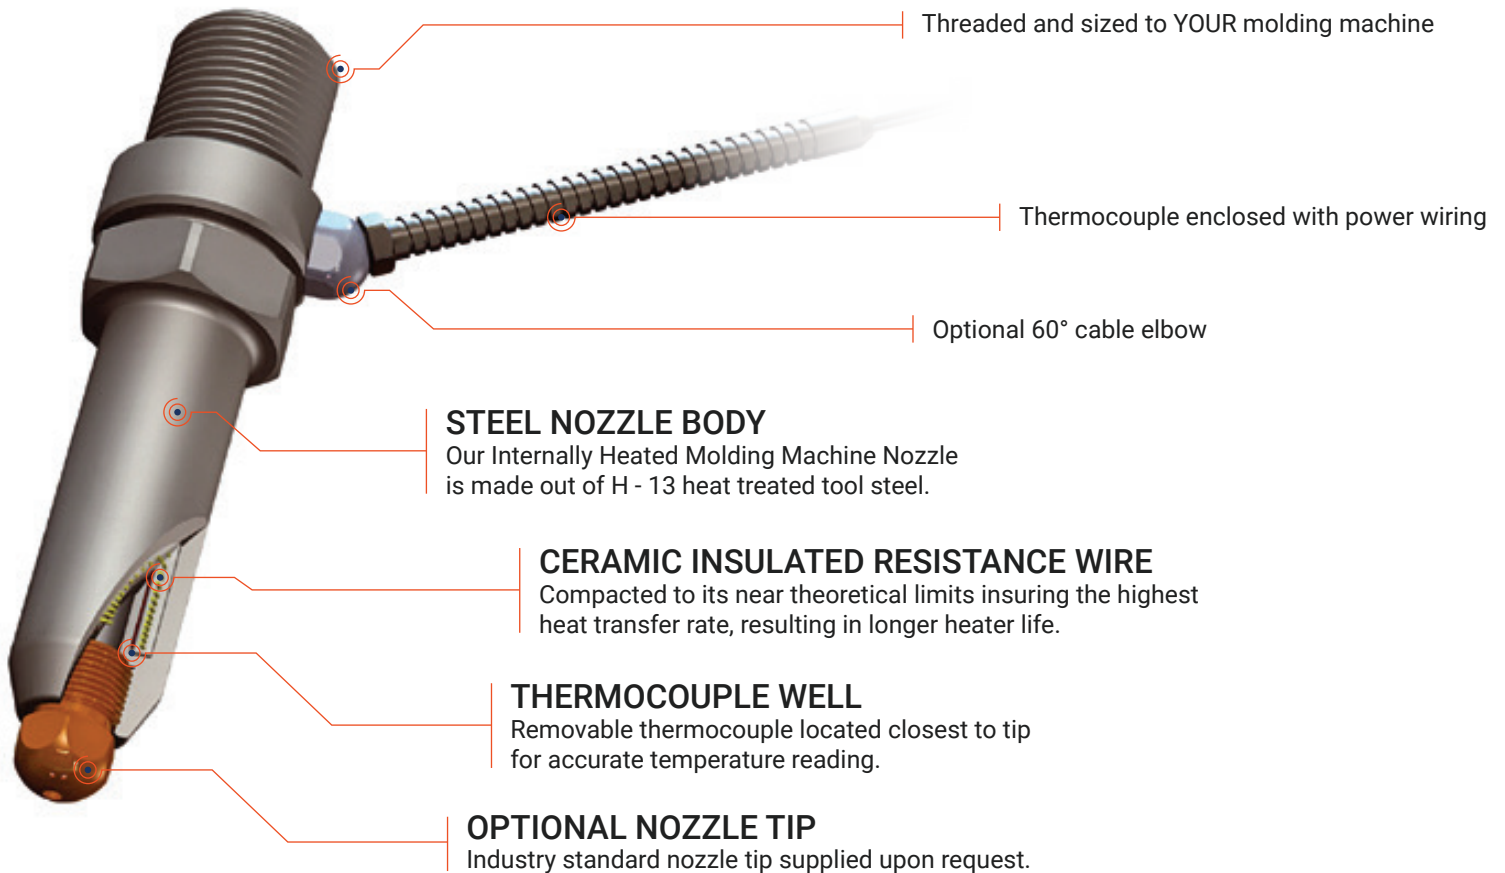 Threaded and sized to YOUR molding machine
Thermocouple enclosed with power wiring
Optional 60° cable elbow
STEEL NOZZLE BODY
Our Internally Heated Molding Machine Nozzle
is made out of H - 13 heat treated tool steel.
CERAMIC INSULATED RESISTANCE WIRE
Compacted to its near theoretical limits insuring the highest
heat transfer rate, resulting in longer heater life.
THERMOCOUPLE WELL
Removable thermocouple located closest to tip
for accurate temperature reading.
OPTIONAL NOZZLE TIP
Industry standard nozzle tip supplied upon request.